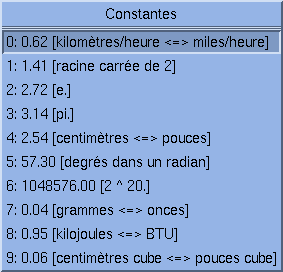 Constantes
0: 0.62 [kilomètres/heure <=> miles/heure]
1: 1.41 [racine carrée de 2]
2: 2.72 [e.]
3: 3.14 [pi.]
4: 2.54 [centimètres <=> pouces]
5: 57.30 [degrés dans un radian]
6: 1048576.00 [2 ^ 20.]
7: 0.04 [grammes <=> onces]
8: 0.95 [kilojoules <=> BTU]
9: 0.06 [centimètres cube <=> pouces cube]